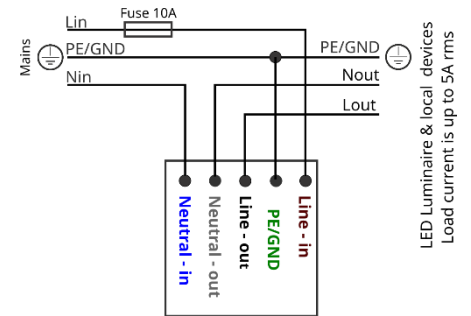 Fuse 10A
Lin
PE/GND
PE/GND
Mains
Nin
Nout
Lout
LED Luminaire & local devices
Load current is up to 5A rms
Neutral - in
Neutral - out
Line - out
PE/GND
Line - in